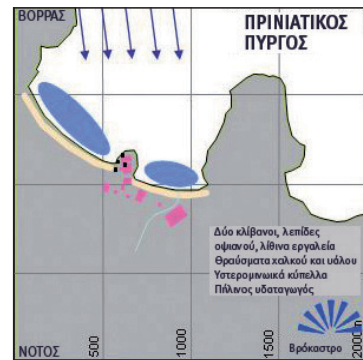 ΒΟΡΡΑΣ
ΠΡΙΝΙΑΤΙΚΟΣ
ΠΥΡΓΟΣ
Δύο κλίβανοι, λεπίδες
οψιανού, λίθινα εργαλεία
Θραύσματα χαλκού και υάλου
Υστερομινωικά κύπελλα
Πήλινος υδαταγωγός
Βρόκαστρο
ΝΟΤΟΣ
500
1000
1500
2000m